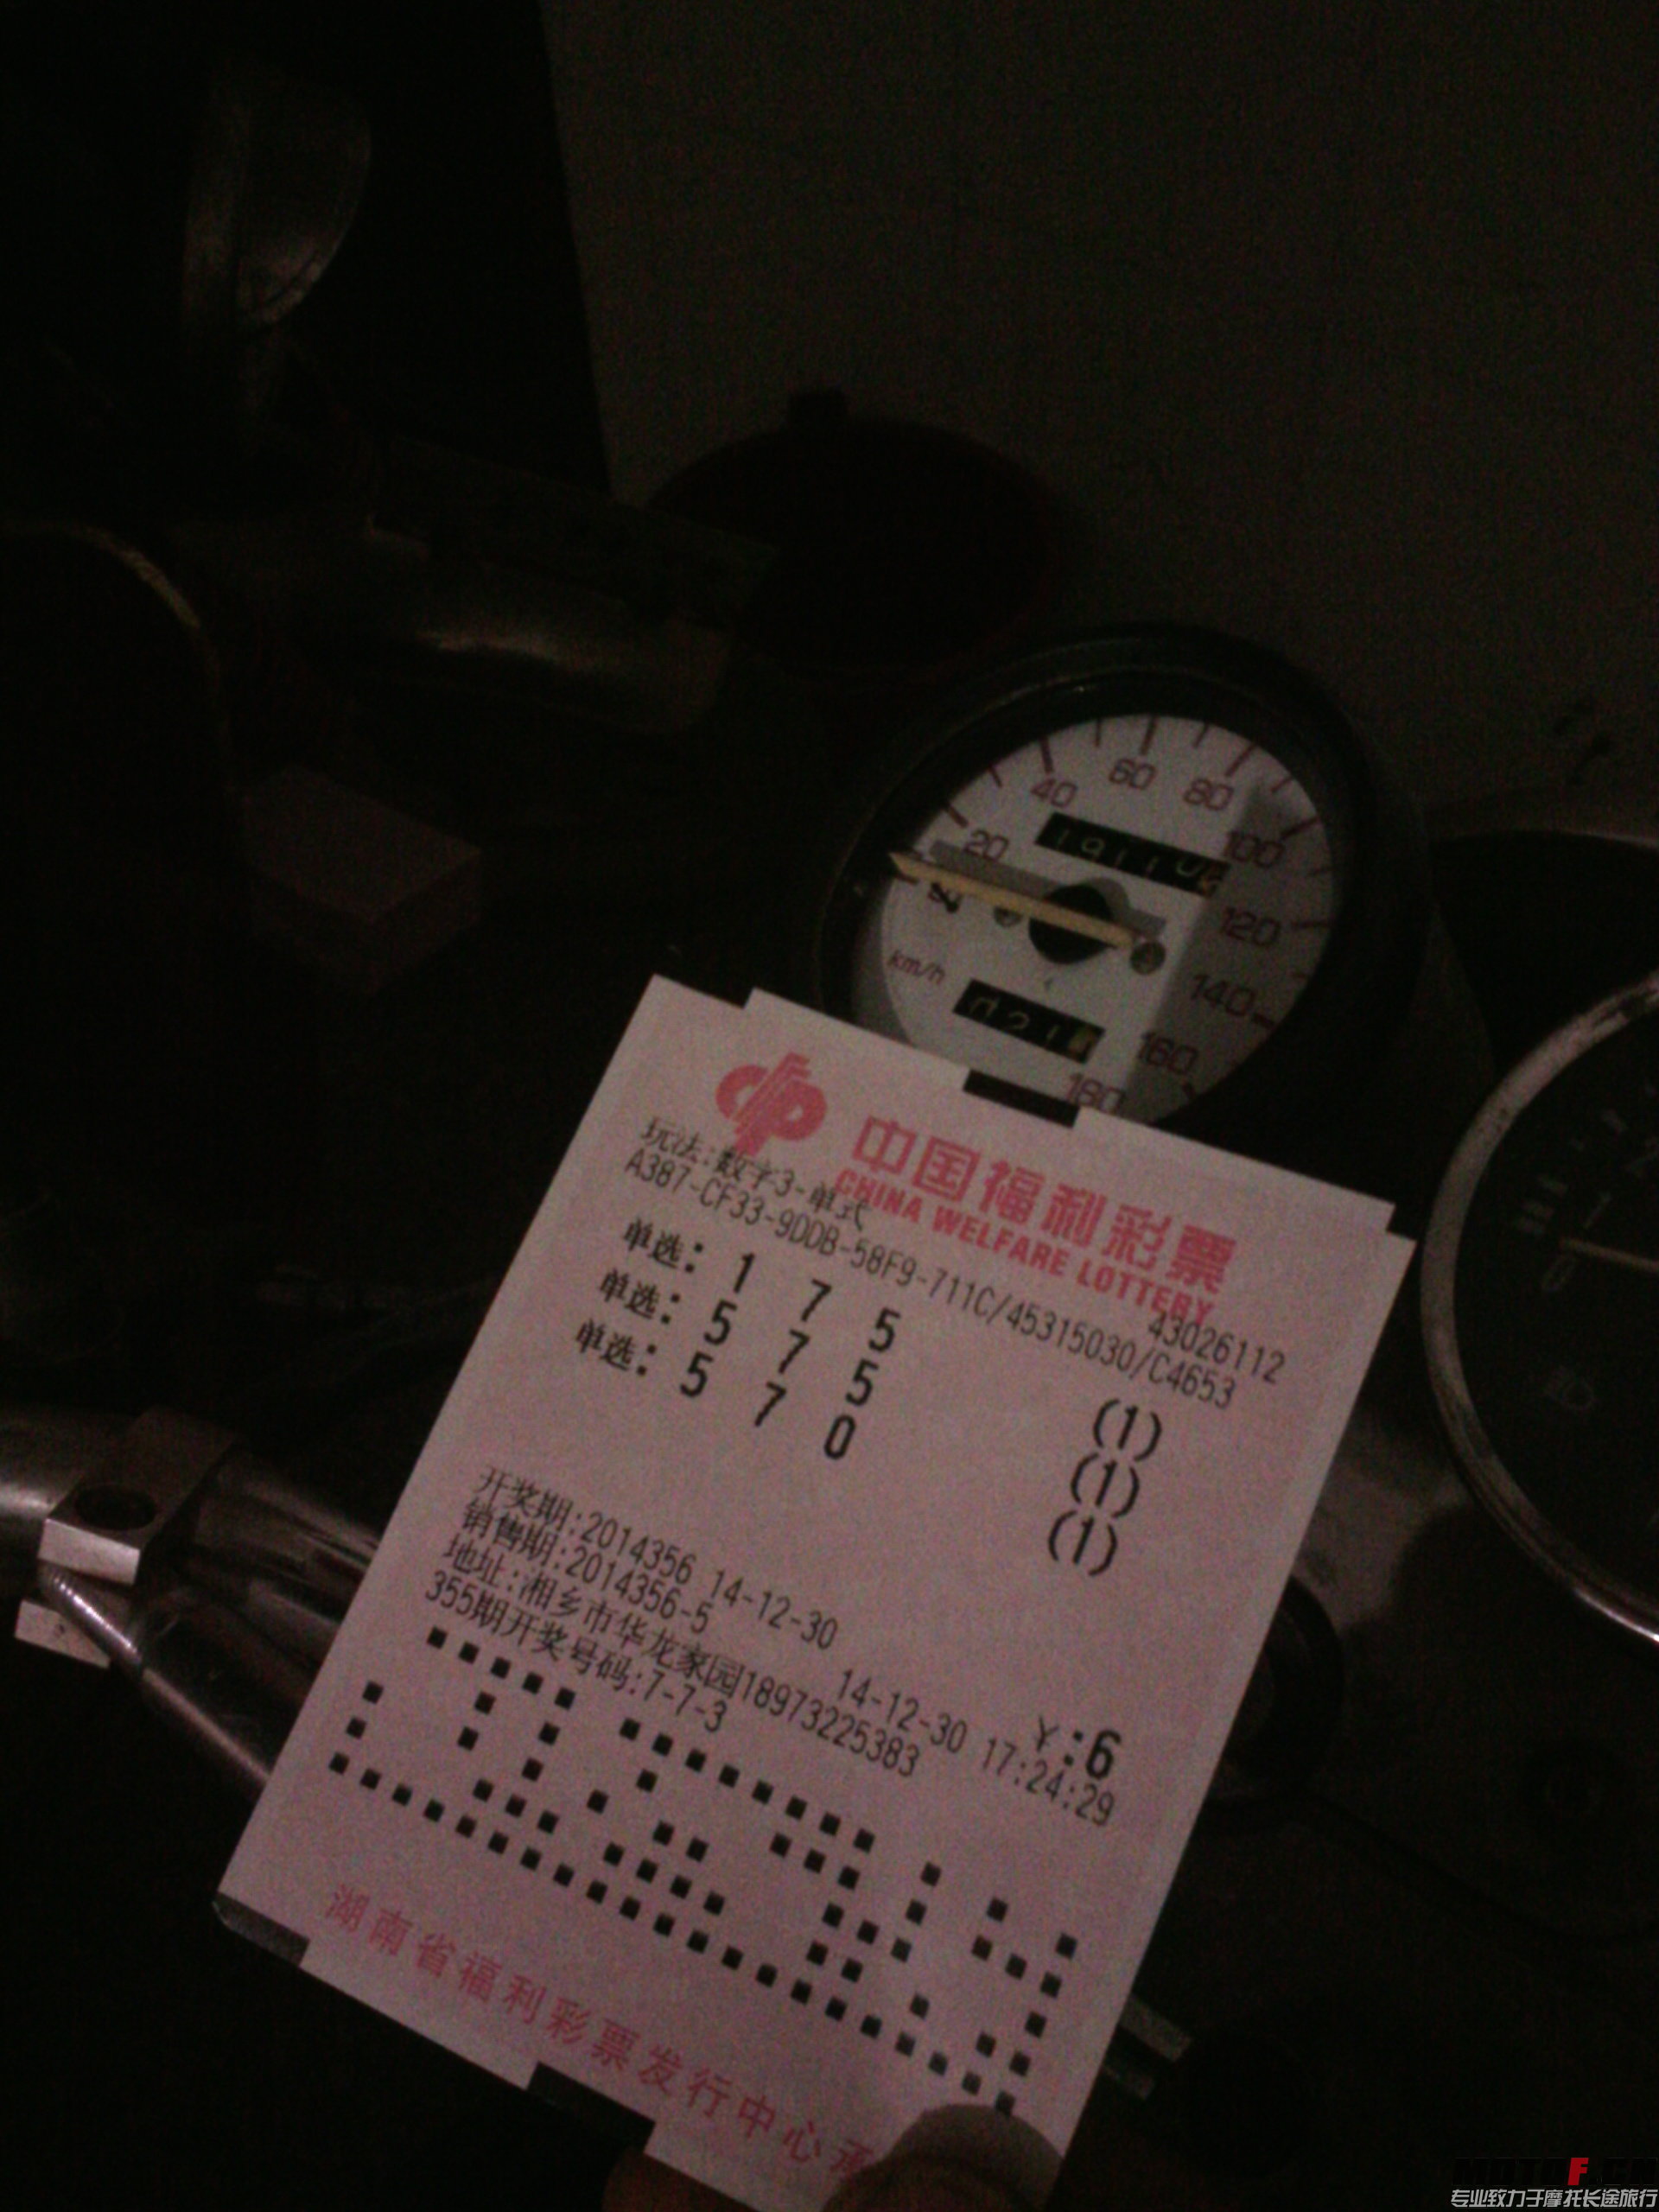 40 60 80
20 100
120
km/h 140
160
180
中国福利彩票
CHINA WELFARE LOTTERY
玩法:数字3-单式 43026112
A387-CF33-9DDB-58F9-711C/45315030/C4653
单选: 1 7 5 (1)
单选: 5 7 5 (1)
单选: 5 7 0 (1)
开奖期:2014356 14-12-30 ¥:6
销售期:2014356-5 14-12-30 17:24:29
地址:湘乡市华龙家园18973225383
355期开奖号码:7-7-3
湖南省福利彩票发行中心承
MOTOF.CN
专业致力于摩托长途旅行